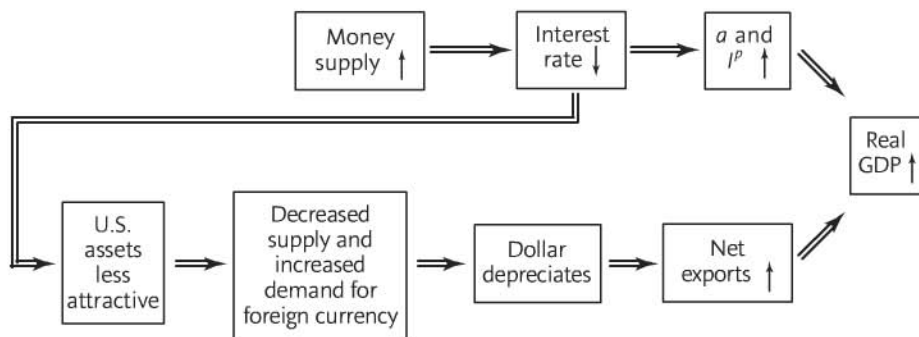 Money
supply ↑
Interest
rate ↓
a and
Iᵖ ↑
Real
GDP ↑
U.S.
assets
less
attractive
Decreased
supply and
increased
demand for
foreign currency
Dollar
depreciates
Net
exports ↑